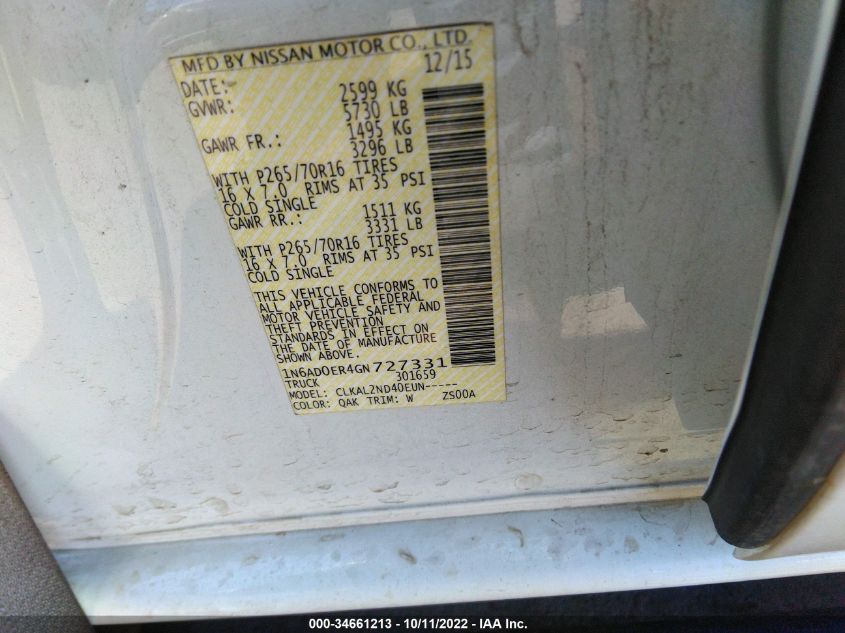 MFD BY NISSAN MOTOR CO., LTD.
DATE: 12/15
GVWR: 2599 KG
5730 LB
GAWR FR.: 1495 KG
3296 LB
WITH P265/70R16 TIRES
16 X 7.0 RIMS AT 35 PSI
COLD SINGLE
GAWR RR.: 1511 KG
3331 LB
WITH P265/70R16 TIRES
16 X 7.0 RIMS AT 35 PSI
COLD SINGLE
THIS VEHICLE CONFORMS TO
ALL APPLICABLE FEDERAL
MOTOR VEHICLE SAFETY AND
THEFT PREVENTION
STANDARDS IN EFFECT ON
THE DATE OF MANUFACTURE
SHOWN ABOVE.
1N6AD0ER4GN727331
TRUCK 301659
MODEL: CLKAL2ND40EUN-----
COLOR: QAK TRIM: W ZS00A
000-34661213 - 10/11/2022 - IAA Inc.